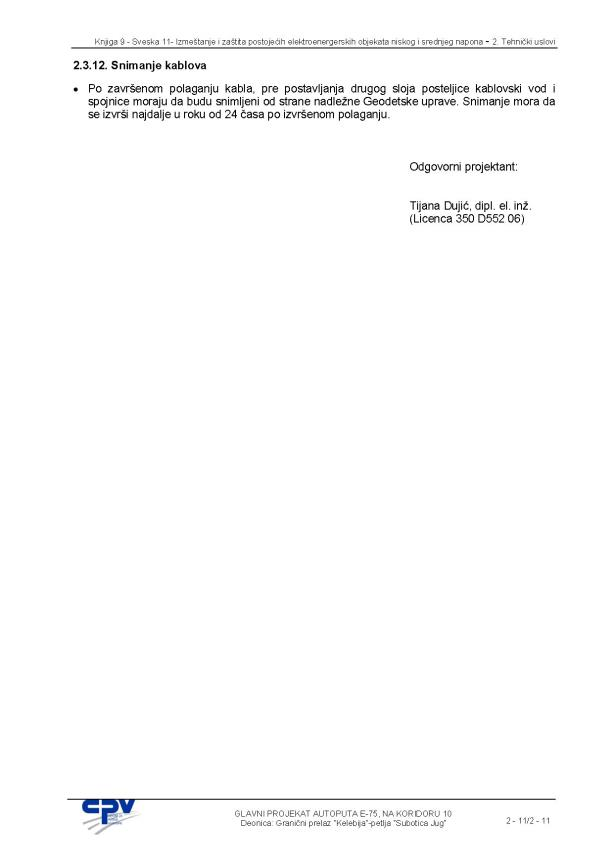 Knjiga 9 - Sveska 11- Izmeštanje i zaštita postojećih elektroenergerskih objekata niskog i srednjeg napona - 2. Tehnički uslovi
2.3.12. Snimanje kablova
• Po završenom polaganju kabla, pre postavljanja drugog sloja posteljice kablovski vod i
spojnice moraju da budu snimljeni od strane nadležne Geodetske uprave. Snimanje mora da
se izvrši najdalje u roku od 24 časa po izvršenom polaganju.
Odgovorni projektant:
Tijana Dujić, dipl. el. inž.
(Licenca 350 D552 06)
GLAVNI PROJEKAT AUTOPUTA E-75, NA KORIDORU 10
Deonica: Granični prelaz "Kelebija"-petlja "Subotica Jug"
2 - 11/2 - 11